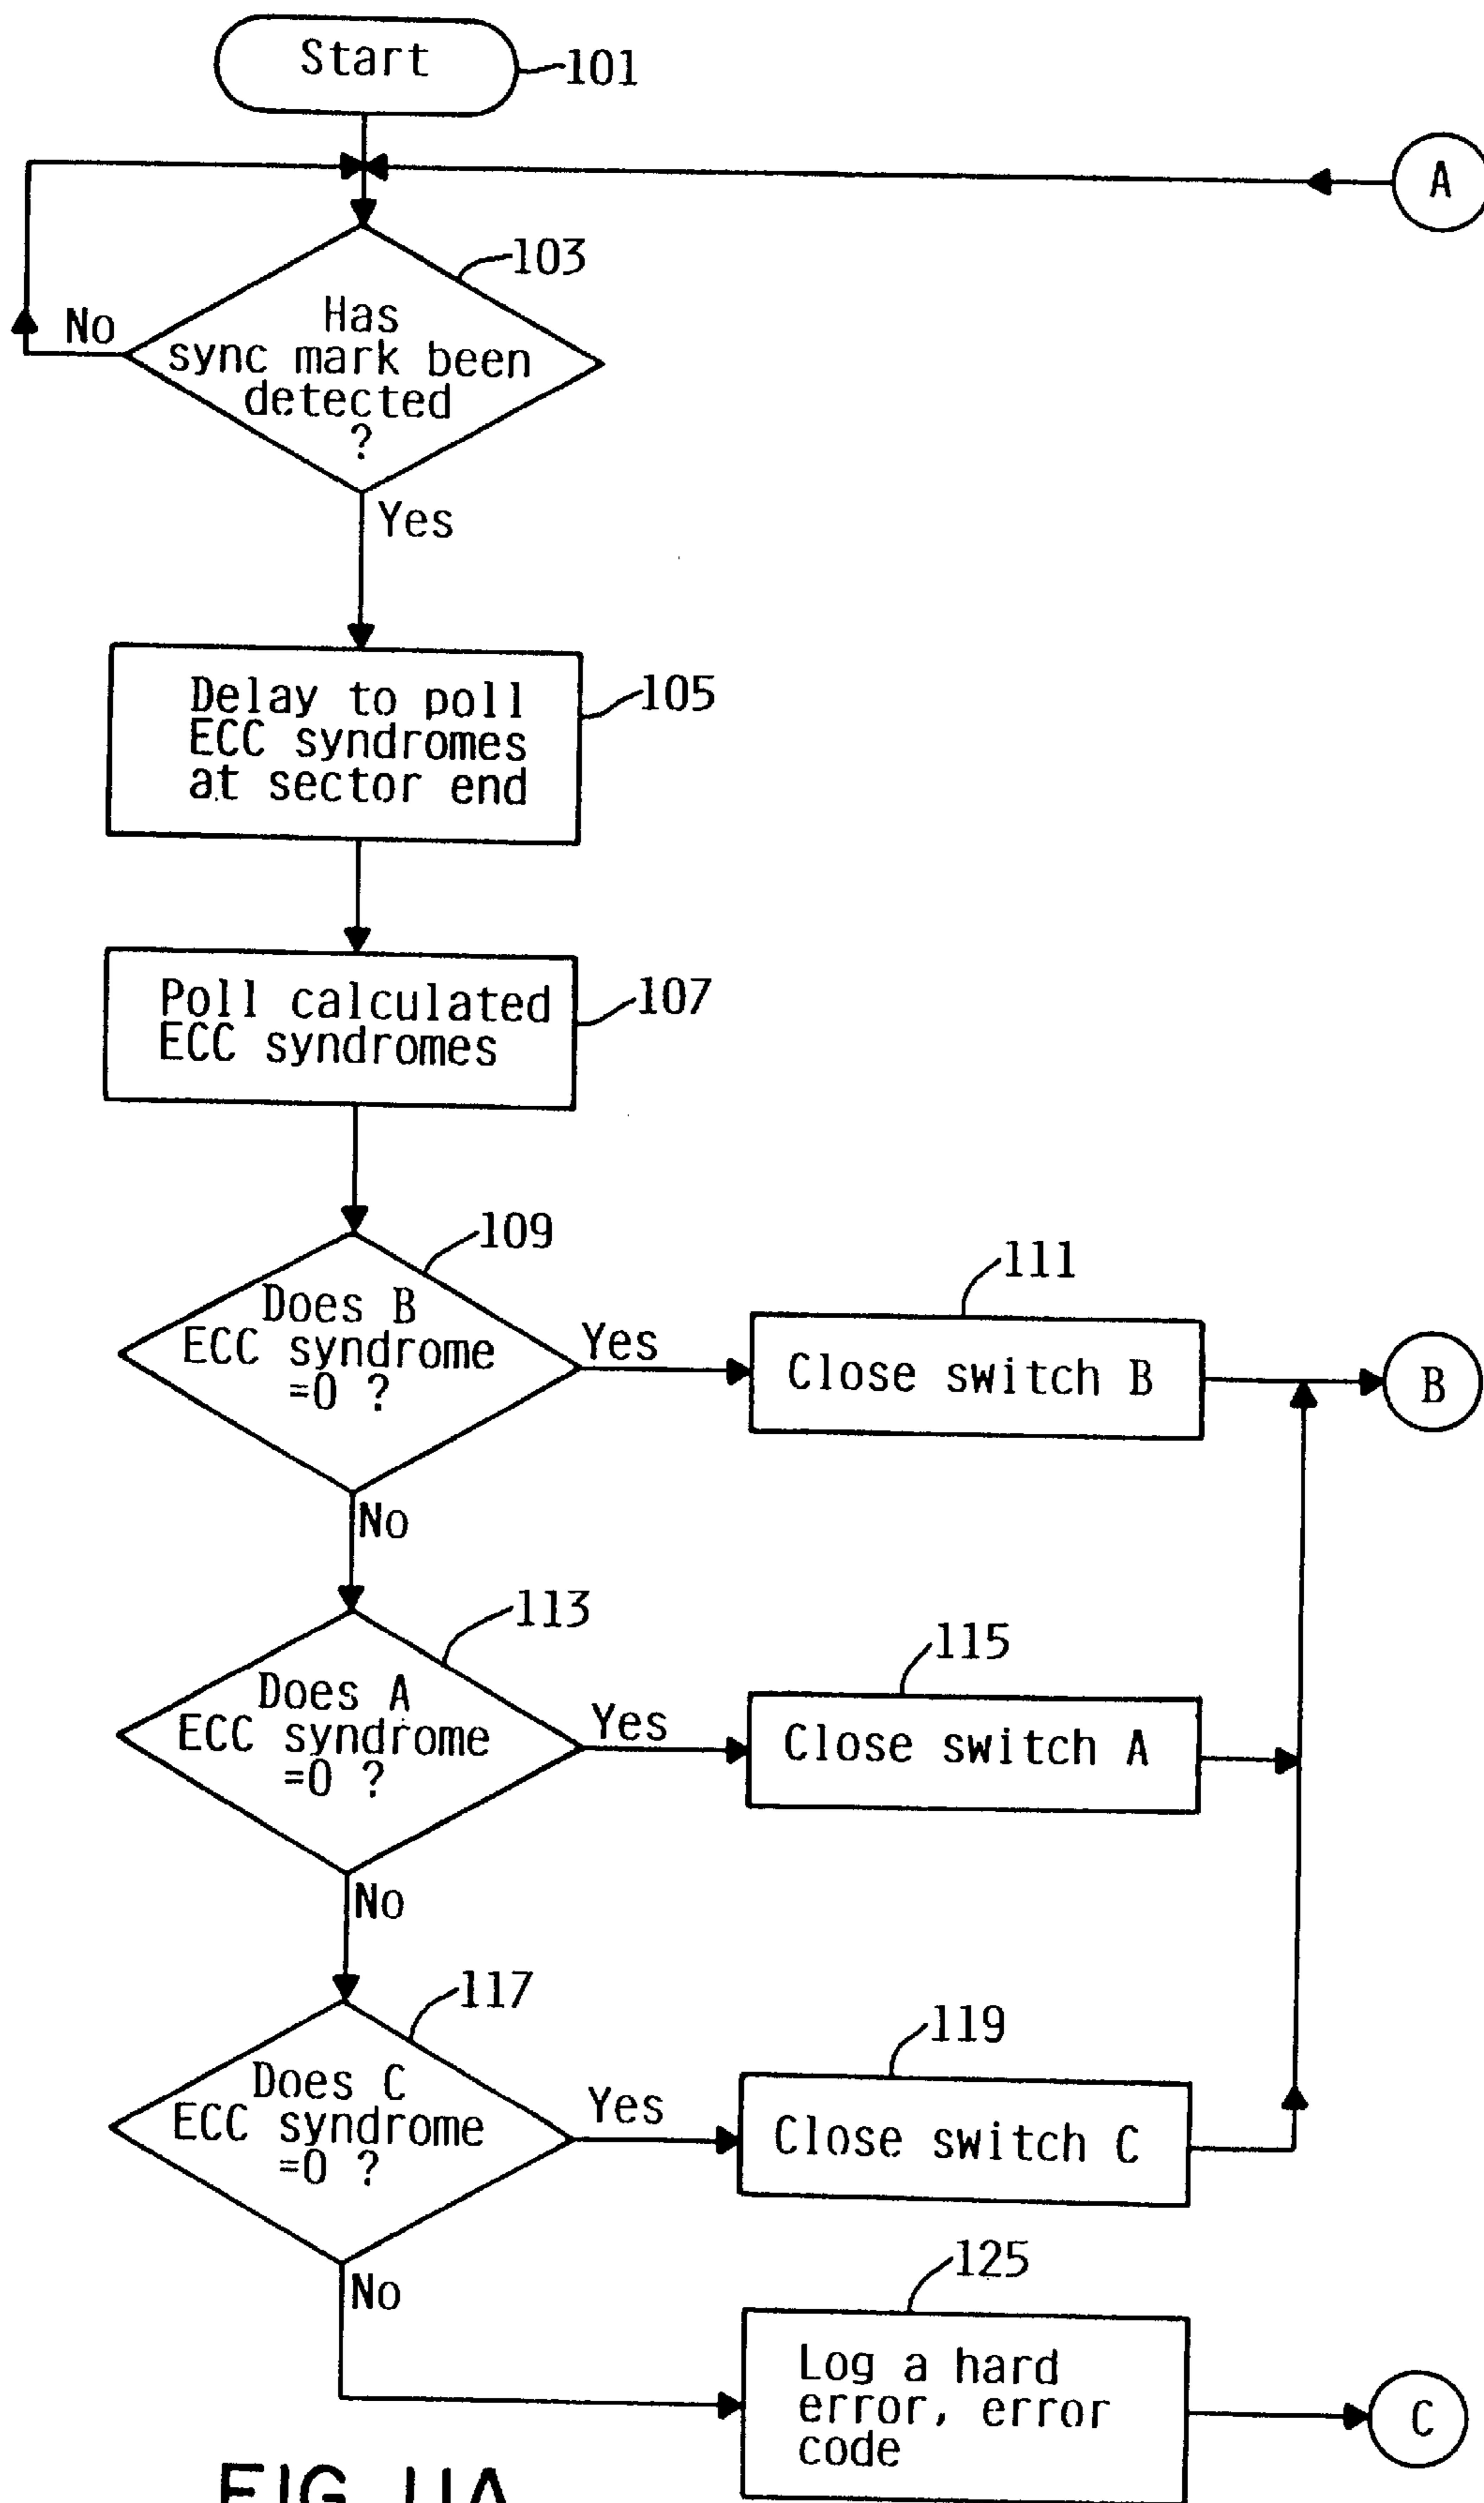 Start
101
A
103
Has
sync mark been
detected
?
No
Yes
Delay to poll
ECC syndromes
at sector end
105
Poll calculated
ECC syndromes
107
109
Does B
ECC syndrome
=0 ?
Yes
111
Close switch B
B
No
113
Does A
ECC syndrome
=0 ?
Yes
115
Close switch A
No
117
Does C
ECC syndrome
=0 ?
Yes
119
Close switch C
No
125
Log a hard
error, error
code
C
FIG. 11A